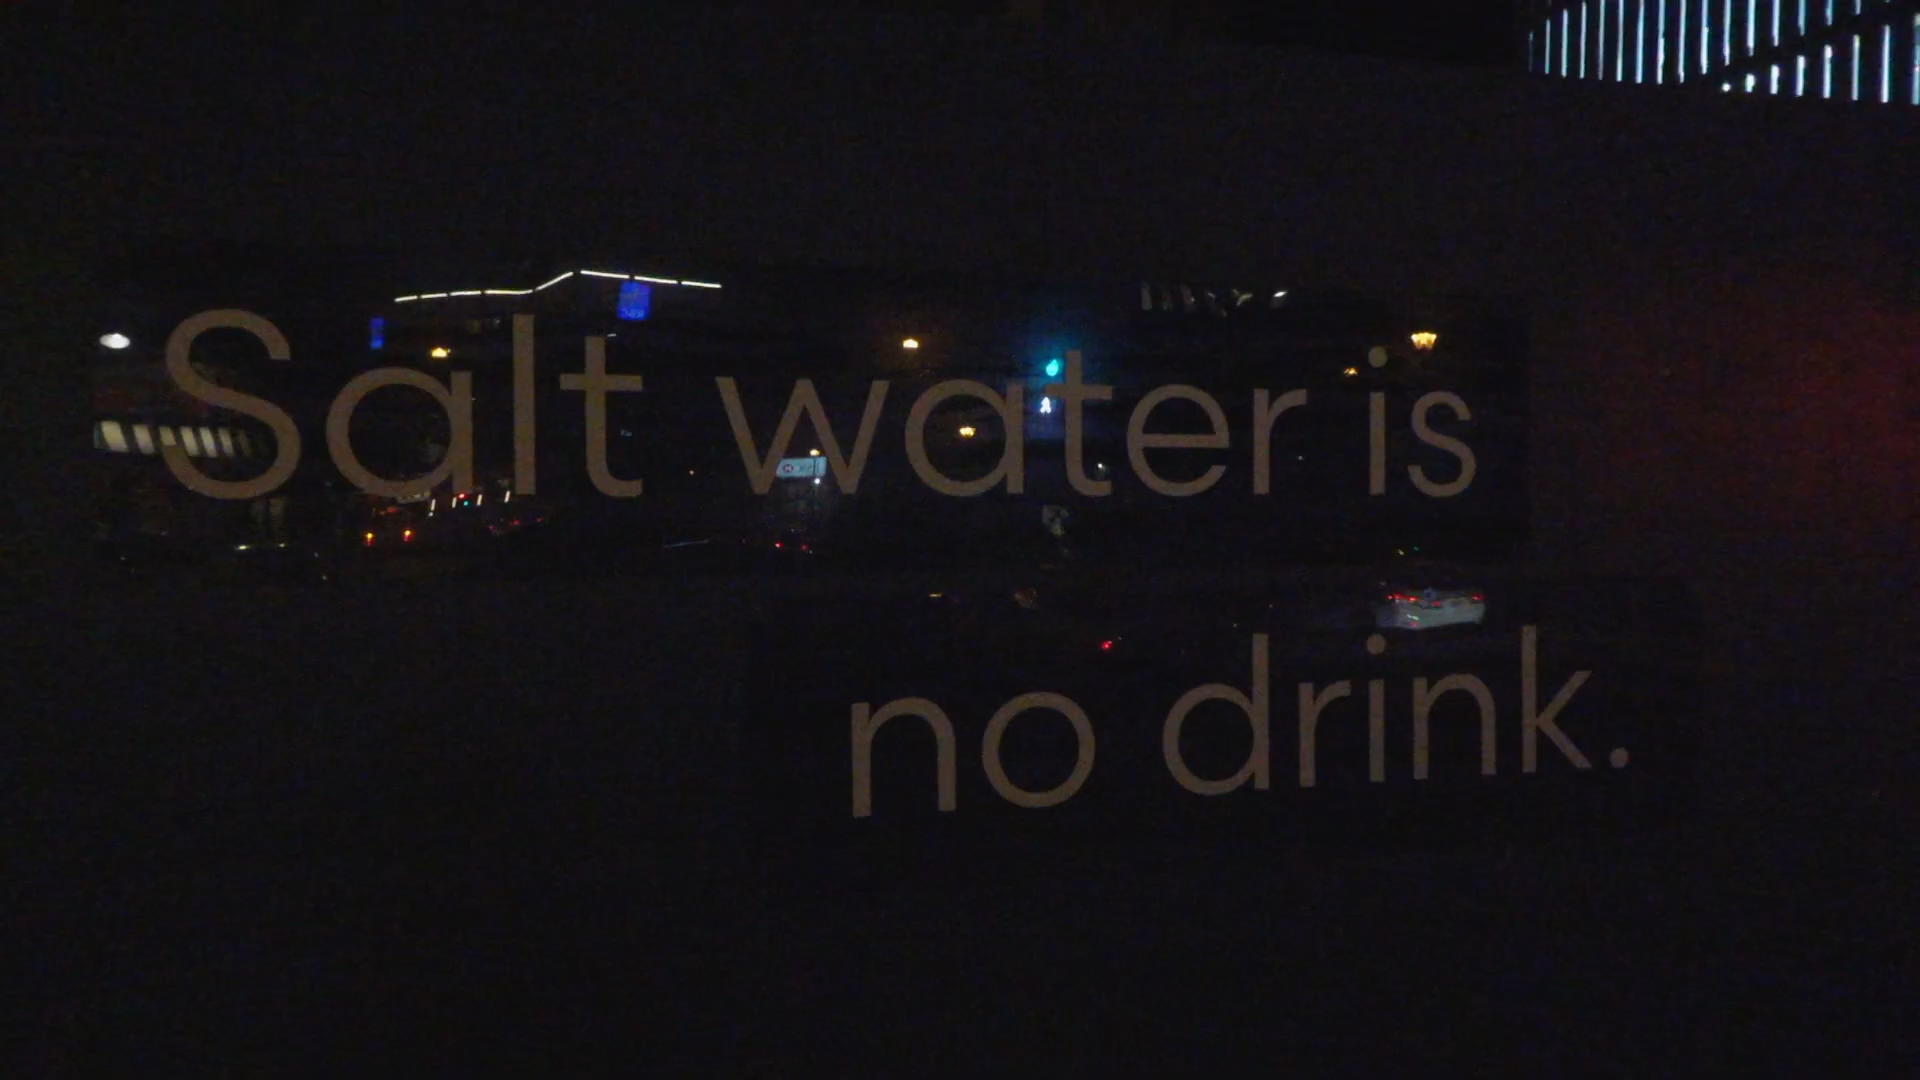 Salt water is
no drink.